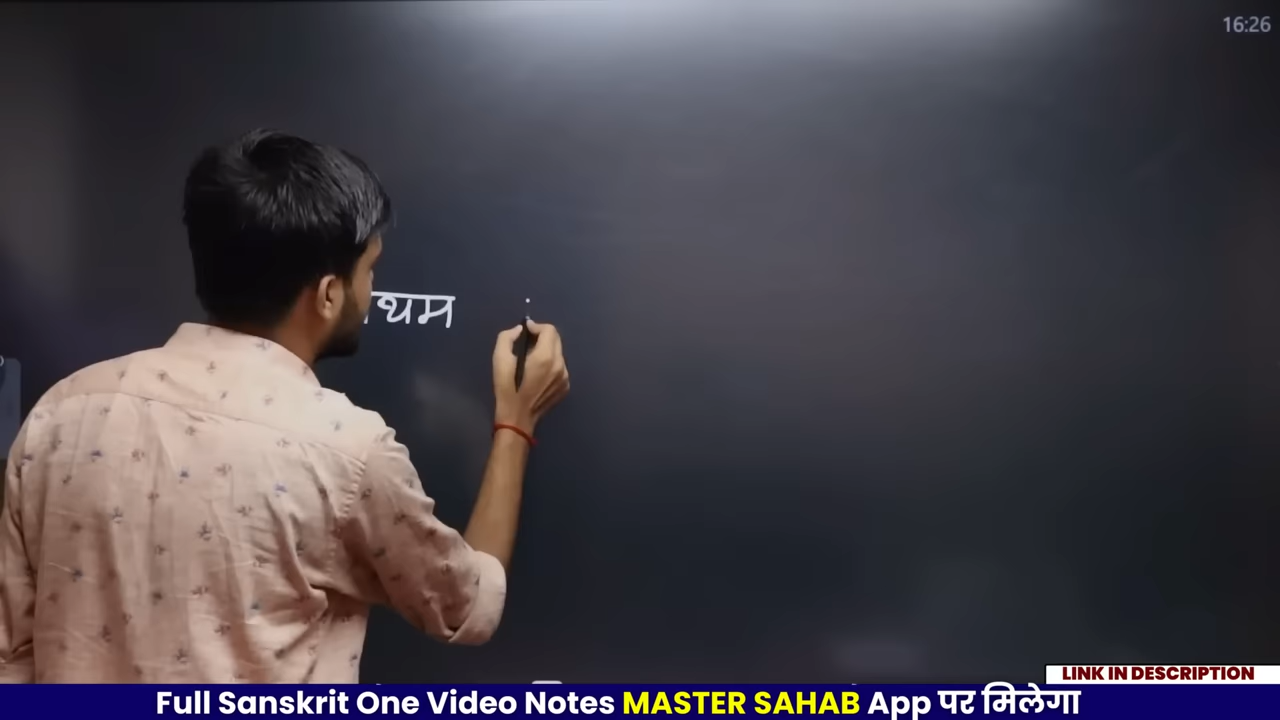 16:26
थम :
LINK IN DESCRIPTION
Full Sanskrit One Video Notes MASTER SAHAB App पर मिलेगा